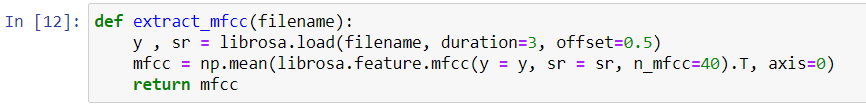 In [12]: def extract_mfcc(filename):
y , sr = librosa.load(filename, duration=3, offset=0.5)
mfcc = np.mean(librosa.feature.mfcc(y = y, sr = sr, n_mfcc=40).T, axis=0)
return mfcc